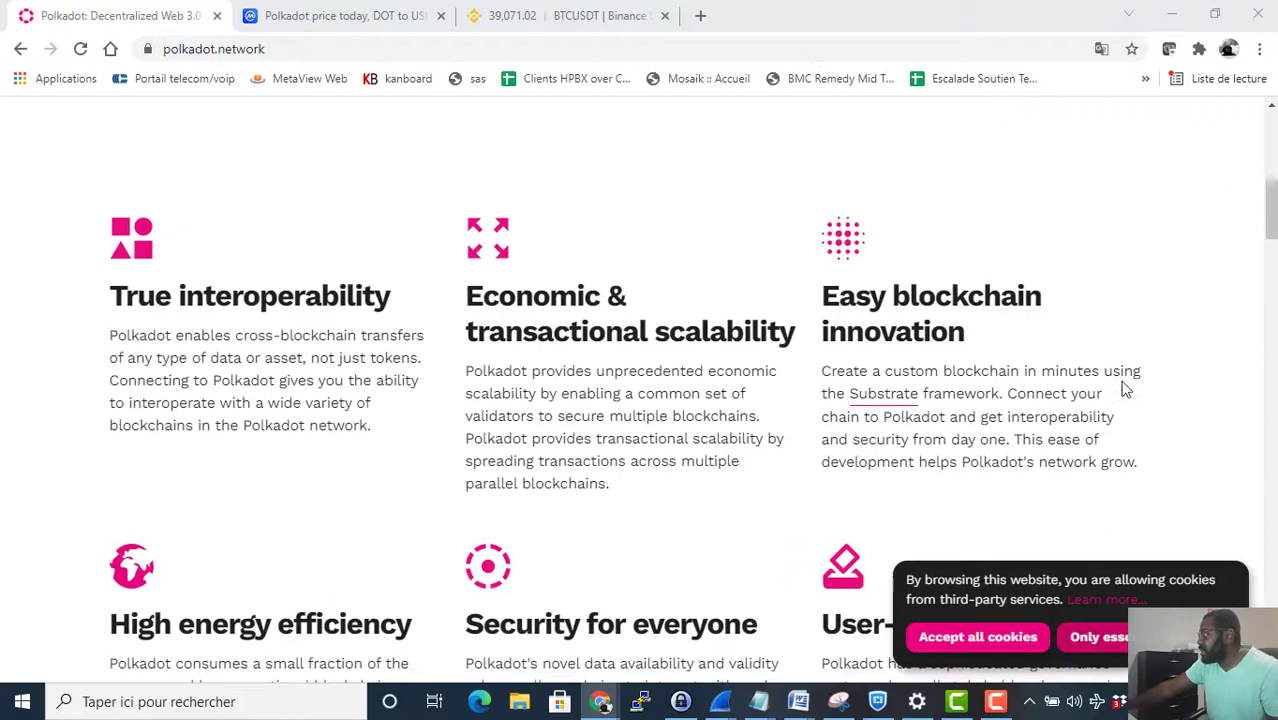 Polkadot: Decentralized Web 3.0
Polkadot price today, DOT to US
39,071.02 | BTCUSDT | Binance
polkadot.network
Applications
Portail telecom/voip
MetaView Web
KB kanboard
sas
Clients HPBX over C...
Mosaik :: Accueil
BMC Remedy Mid T...
Escalade Soutien Te...
»
Liste de lecture
True interoperability
Polkadot enables cross-blockchain transfers
of any type of data or asset, not just tokens.
Connecting to Polkadot gives you the ability
to interoperate with a wide variety of
blockchains in the Polkadot network.
Economic &
transactional scalability
Polkadot provides unprecedented economic
scalability by enabling a common set of
validators to secure multiple blockchains.
Polkadot provides transactional scalability by
spreading transactions across multiple
parallel blockchains.
Easy blockchain
innovation
Create a custom blockchain in minutes using
the Substrate framework. Connect your
chain to Polkadot and get interoperability
and security from day one. This ease of
development helps Polkadot's network grow.
High energy efficiency
Polkadot consumes a small fraction of the
Security for everyone
Polkadot's novel data availability and validity
User-
Polkadot has a sophisticated governance
By browsing this website, you are allowing cookies
from third-party services. Learn more...
Accept all cookies
Only esse
Taper ici pour rechercher